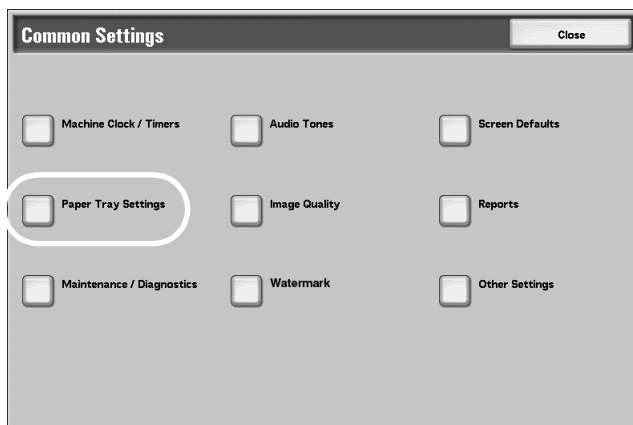 Common Settings
Close
Machine Clock / Timers
Audio Tones
Screen Defaults
Paper Tray Settings
Image Quality
Reports
Maintenance / Diagnostics
Watermark
Other Settings